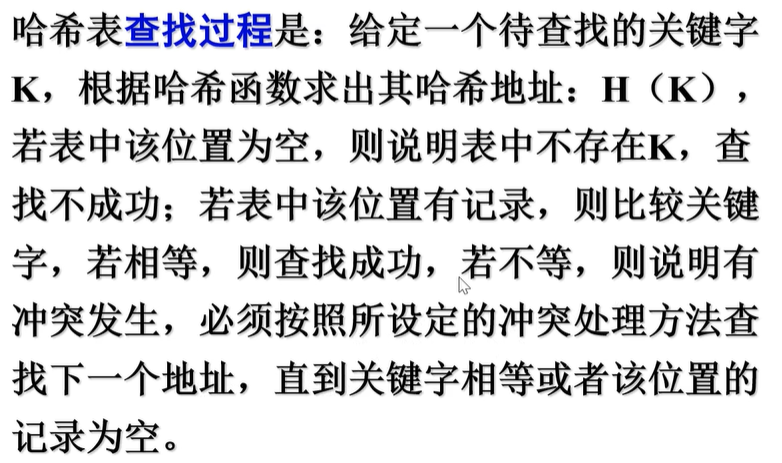 哈希表查找过程是：给定一个待查找的关键字
K，根据哈希函数求出其哈希地址：H（K），
若表中该位置为空，则说明表中不存在K，查
找不成功；若表中该位置有记录，则比较关键
字，若相等，则查找成功，若不等，则说明有
冲突发生，必须按照所设定的冲突处理方法查
找下一个地址，直到关键字相等或者该位置的
记录为空。